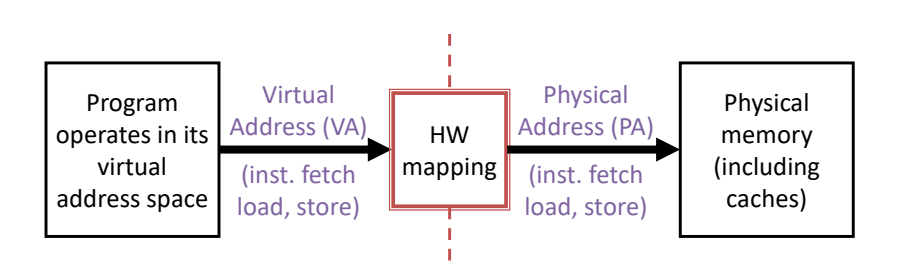 Program
operates in its
virtual
address space
Virtual
Address (VA)
(inst. fetch
load, store)
HW
mapping
Physical
Address (PA)
(inst. fetch
load, store)
Physical
memory
(including
caches)